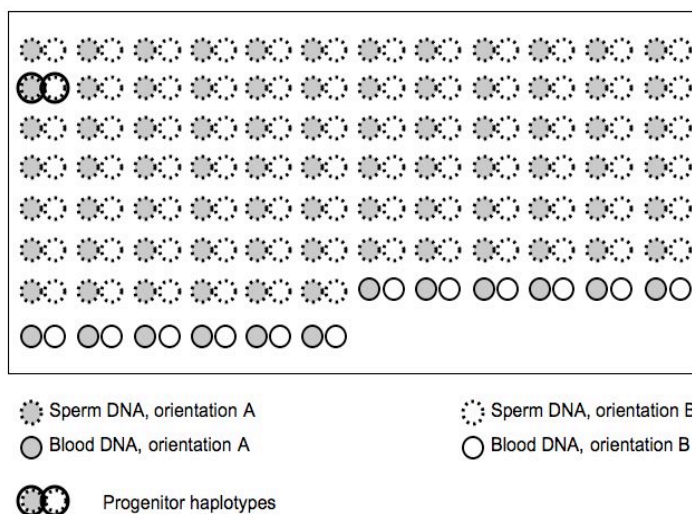 Sperm DNA, orientation A
Sperm DNA, orientation B
Blood DNA, orientation A
Blood DNA, orientation B
Progenitor haplotypes